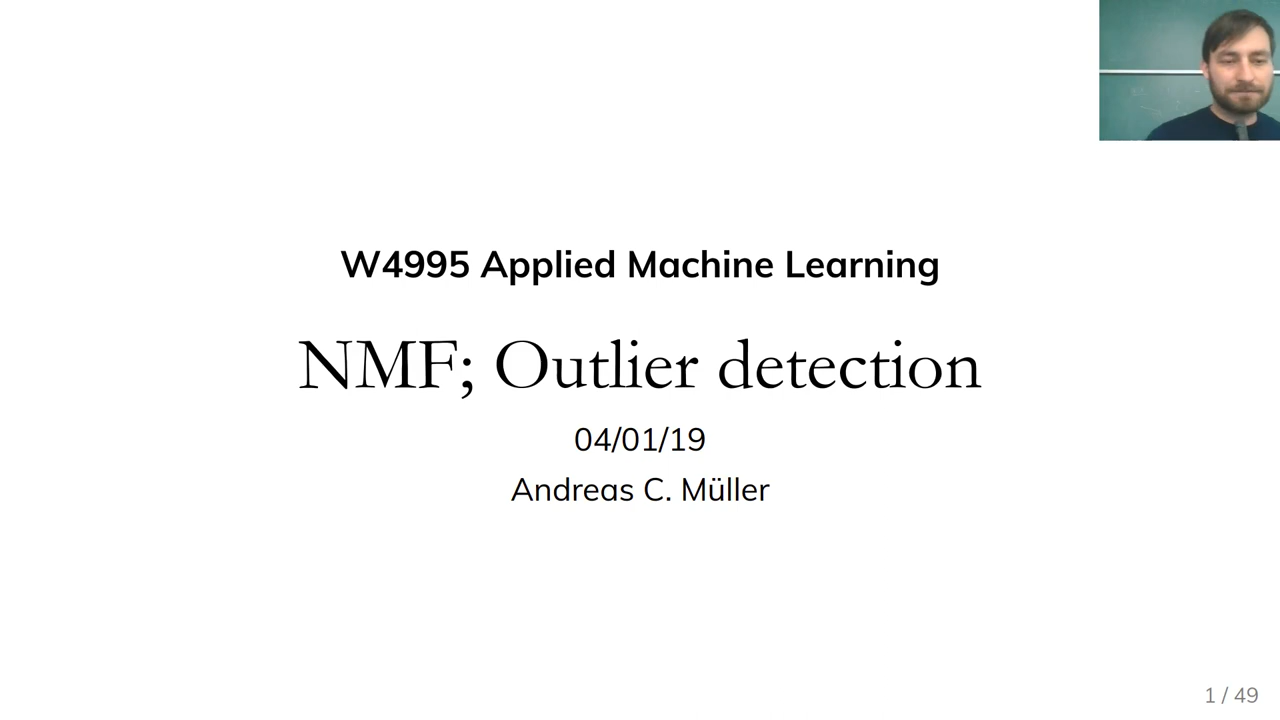 W4995 Applied Machine Learning
NMF; Outlier detection
04/01/19
Andreas C. Müller
1 / 49